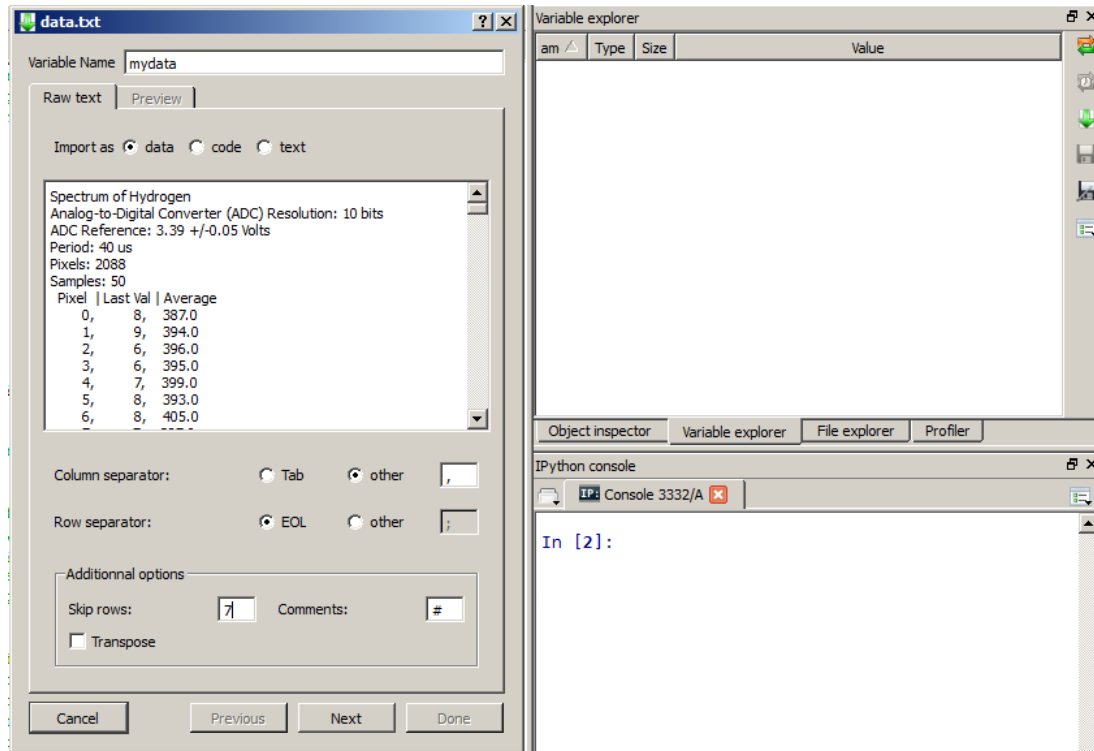 data.txt
Variable Name mydata
Raw text Preview
Import as data code text
Spectrum of Hydrogen
Analog-to-Digital Converter (ADC) Resolution: 10 bits
ADC Reference: 3.39 +/-0.05 Volts
Period: 40 us
Pixels: 2088
Samples: 50
Pixel | Last Val | Average
0, 8, 387.0
1, 9, 394.0
2, 6, 396.0
3, 6, 395.0
4, 7, 399.0
5, 8, 393.0
6, 8, 405.0
Column separator: Tab other ,
Row separator: EOL other ;
Additionnal options
Skip rows: 7 Comments: #
Transpose
Cancel Previous Next Done
Variable explorer
am Type Size Value
Object inspector Variable explorer File explorer Profiler
IPython console
IP: Console 3332/A
In [2]: